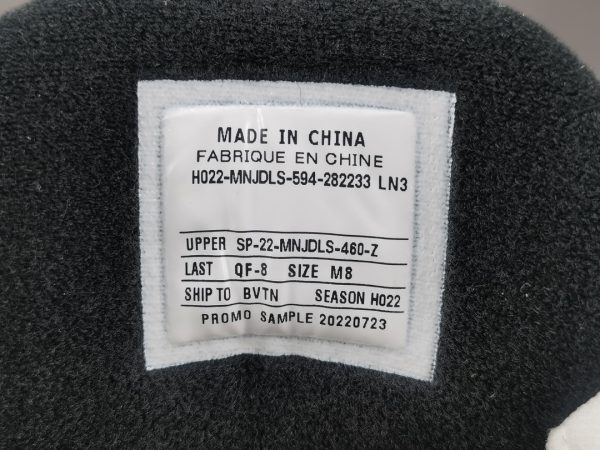 MADE IN CHINA
FABRIQUE EN CHINE
H022-MNJDLS-594-282233 LN3
UPPER SP-22-MNJDLS-460-Z
LAST QF-8 SIZE M8
SHIP TO BVTN SEASON H022
PROMO SAMPLE 20220723